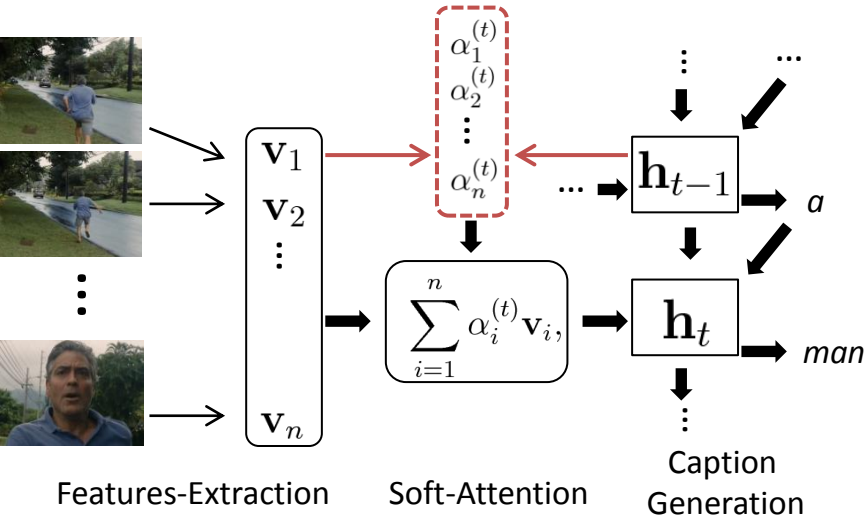 α₁⁽ᵗ⁾
α₂⁽ᵗ⁾
⋮
αₙ⁽ᵗ⁾
v₁
v₂
⋮
vₙ
∑ᵢ₌₁ⁿ αᵢ⁽ᵗ⁾vᵢ,
⋮
...
...
hₜ₋₁
a
hₜ
man
⋮
⋮
Features-Extraction
Soft-Attention
Caption
Generation